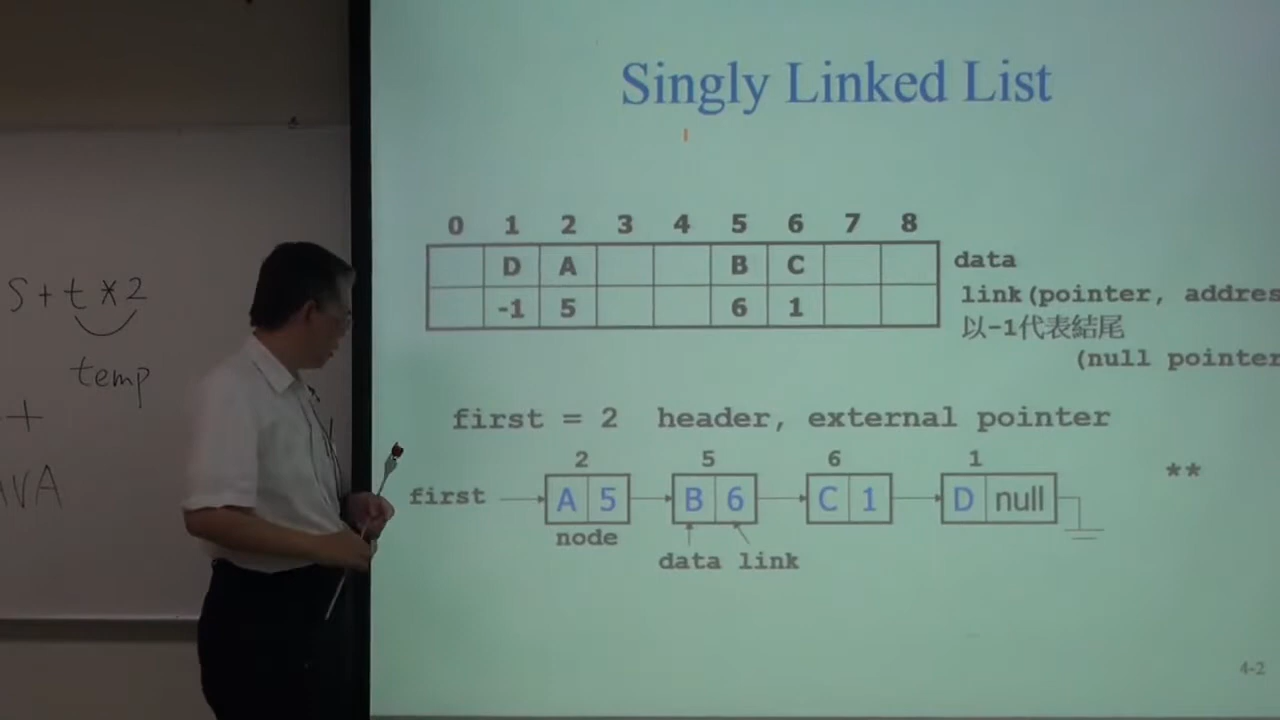 Singly Linked List
0 1 2 3 4 5 6 7 8
D A B C data
-1 5 6 1 link(pointer,
以-1代表結尾
(null pointer
first = 2 header, external pointer
2 5 6 1
first A 5 B 6 C 1 D null **
node
data link
4-2
S+t*2
temp
+